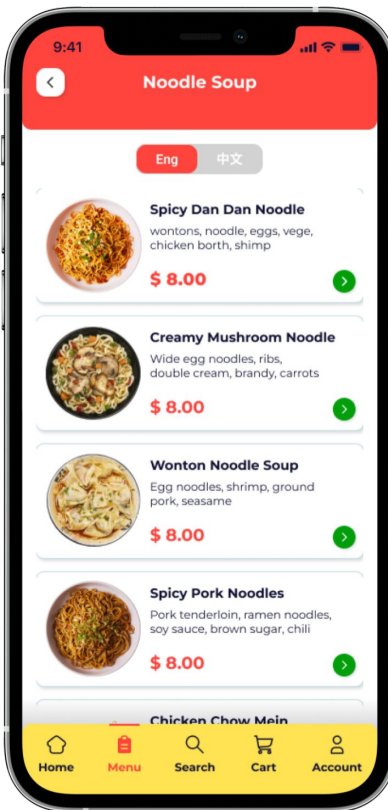 9:41
Noodle Soup
Eng 中文
Spicy Dan Dan Noodle
wontons, noodle, eggs, vege,
chicken borth, shimp
$ 8.00
Creamy Mushroom Noodle
Wide egg noodles, ribs,
double cream, brandy, carrots
$ 8.00
Wonton Noodle Soup
Egg noodles, shrimp, ground
pork, seasame
$ 8.00
Spicy Pork Noodles
Pork tenderloin, ramen noodles,
soy sauce, brown sugar, chili
$ 8.00
Chicken Chow Mein
Home Menu Search Cart Account